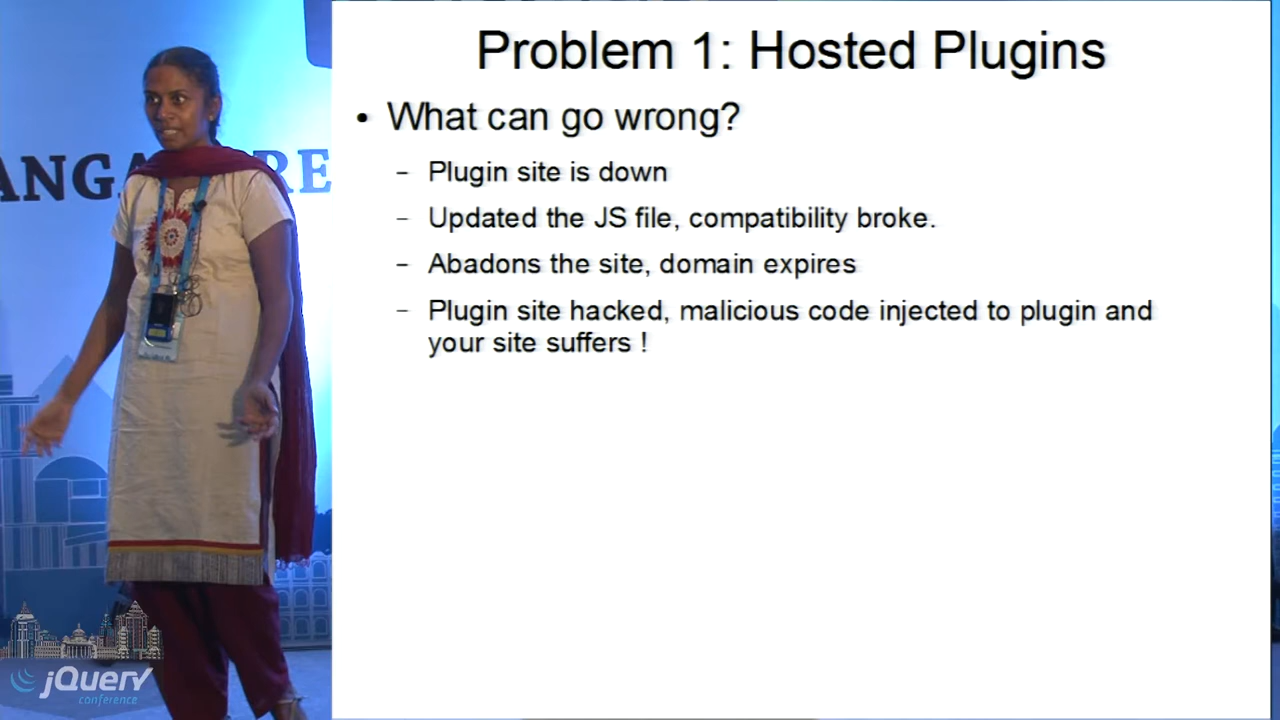 Problem 1: Hosted Plugins
• What can go wrong?
– Plugin site is down
– Updated the JS file, compatibility broke.
– Abadons the site, domain expires
– Plugin site hacked, malicious code injected to plugin and
your site suffers !
ANGA RE
jQuery
conference